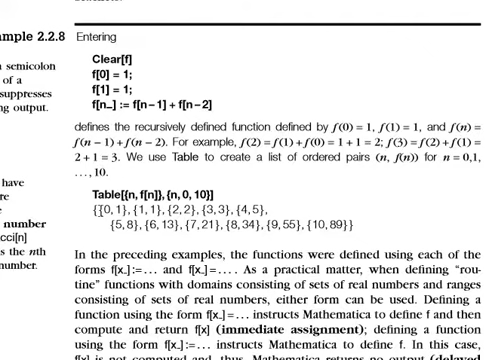 ample 2.2.8 Entering
Clear[f]
f[0] = 1;
f[1] = 1;
f[n_] := f[n−1] + f[n−2]
a semicolon
of a
suppresses
ng output.
defines the recursively defined function defined by f(0) = 1, f(1) = 1, and f(n) =
f(n − 1) + f(n − 2). For example, f(2) = f(1) + f(0) = 1 + 1 = 2; f(3) = f(2) + f(1) =
2 + 1 = 3. We use Table to create a list of ordered pairs (n, f(n)) for n = 0,1,
…, 10.
Table[{n, f[n]}, {n, 0, 10}]
{{0, 1}, {1, 1}, {2, 2}, {3, 3}, {4, 5},
{5, 8}, {6, 13}, {7, 21}, {8, 34}, {9, 55}, {10, 89}}
have
re
e
number
cci[n]
s the nth
number.
In the preceding examples, the functions were defined using each of the
forms f[x_] := … and f[x_] = …. As a practical matter, when defining “rou-
tine” functions with domains consisting of sets of real numbers and ranges
consisting of sets of real numbers, either form can be used. Defining a
function using the form f[x_] = … instructs Mathematica to define f and then
compute and return f[x] (immediate assignment); defining a function
using the form f[x_] := … instructs Mathematica to define f. In this case,
f[x] is not computed and, thus, Mathematica returns no output (delayed